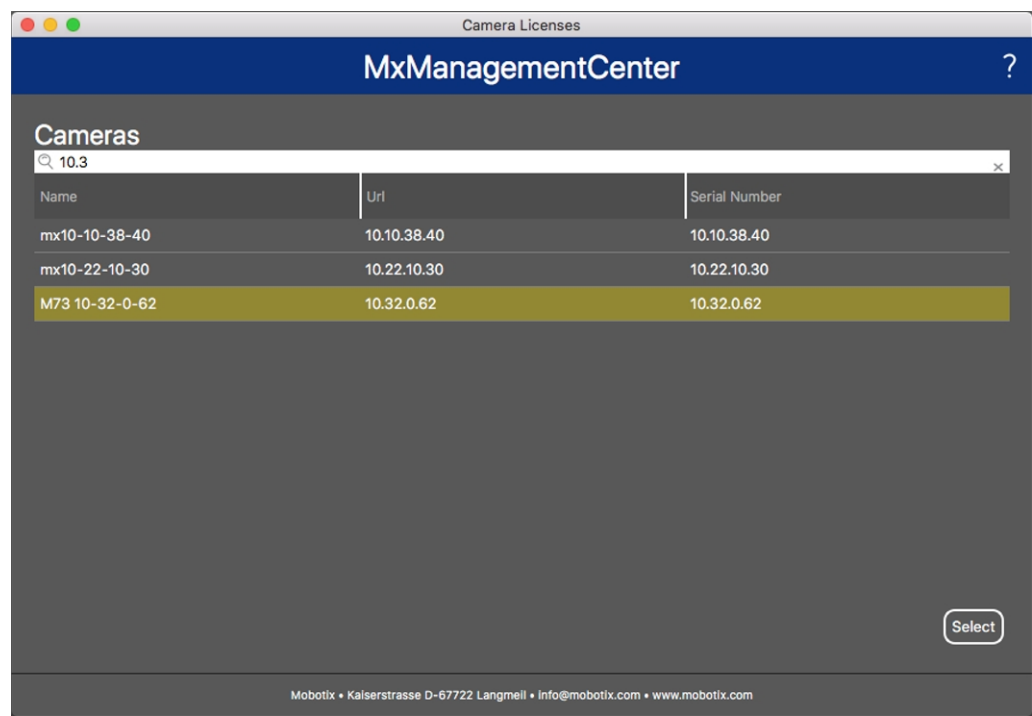 Camera Licenses
MxManagementCenter ?
Cameras
10.3
Name Url Serial Number
mx10-10-38-40 10.10.38.40 10.10.38.40
mx10-22-10-30 10.22.10.30 10.22.10.30
M73 10-32-0-62 10.32.0.62 10.32.0.62
Select
Mobotix • Kaiserstrasse D-67722 Langmeil • info@mobotix.com • www.mobotix.com